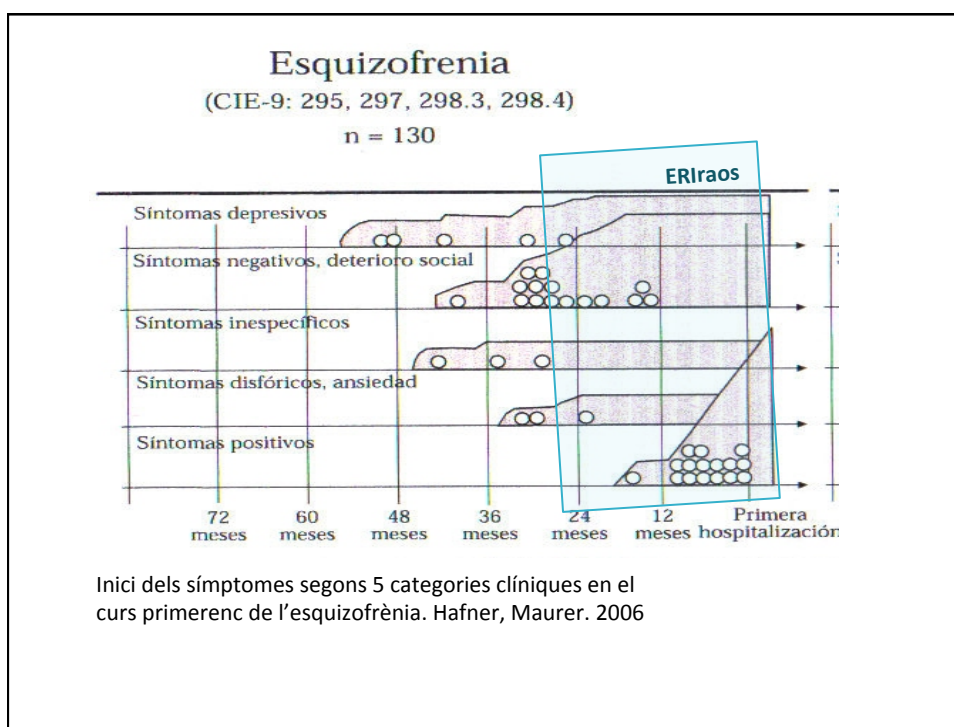 Esquizofrenia
(CIE-9: 295, 297, 298.3, 298.4)
n = 130
ERIraos
Síntomas depresivos
Síntomas negativos, deterioro social
Síntomas inespecíficos
Síntomas disfóricos, ansiedad
Síntomas positivos
72 60 48 36 24 12 Primera
meses meses meses meses meses meses hospitalización
Inici dels símptomes segons 5 categories clíniques en el
curs primerenc de l’esquizofrènia. Hafner, Maurer. 2006